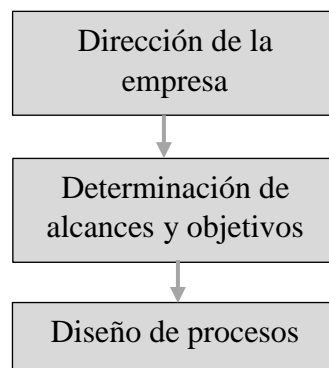 Dirección de la
empresa
Determinación de
alcances y objetivos
Diseño de procesos